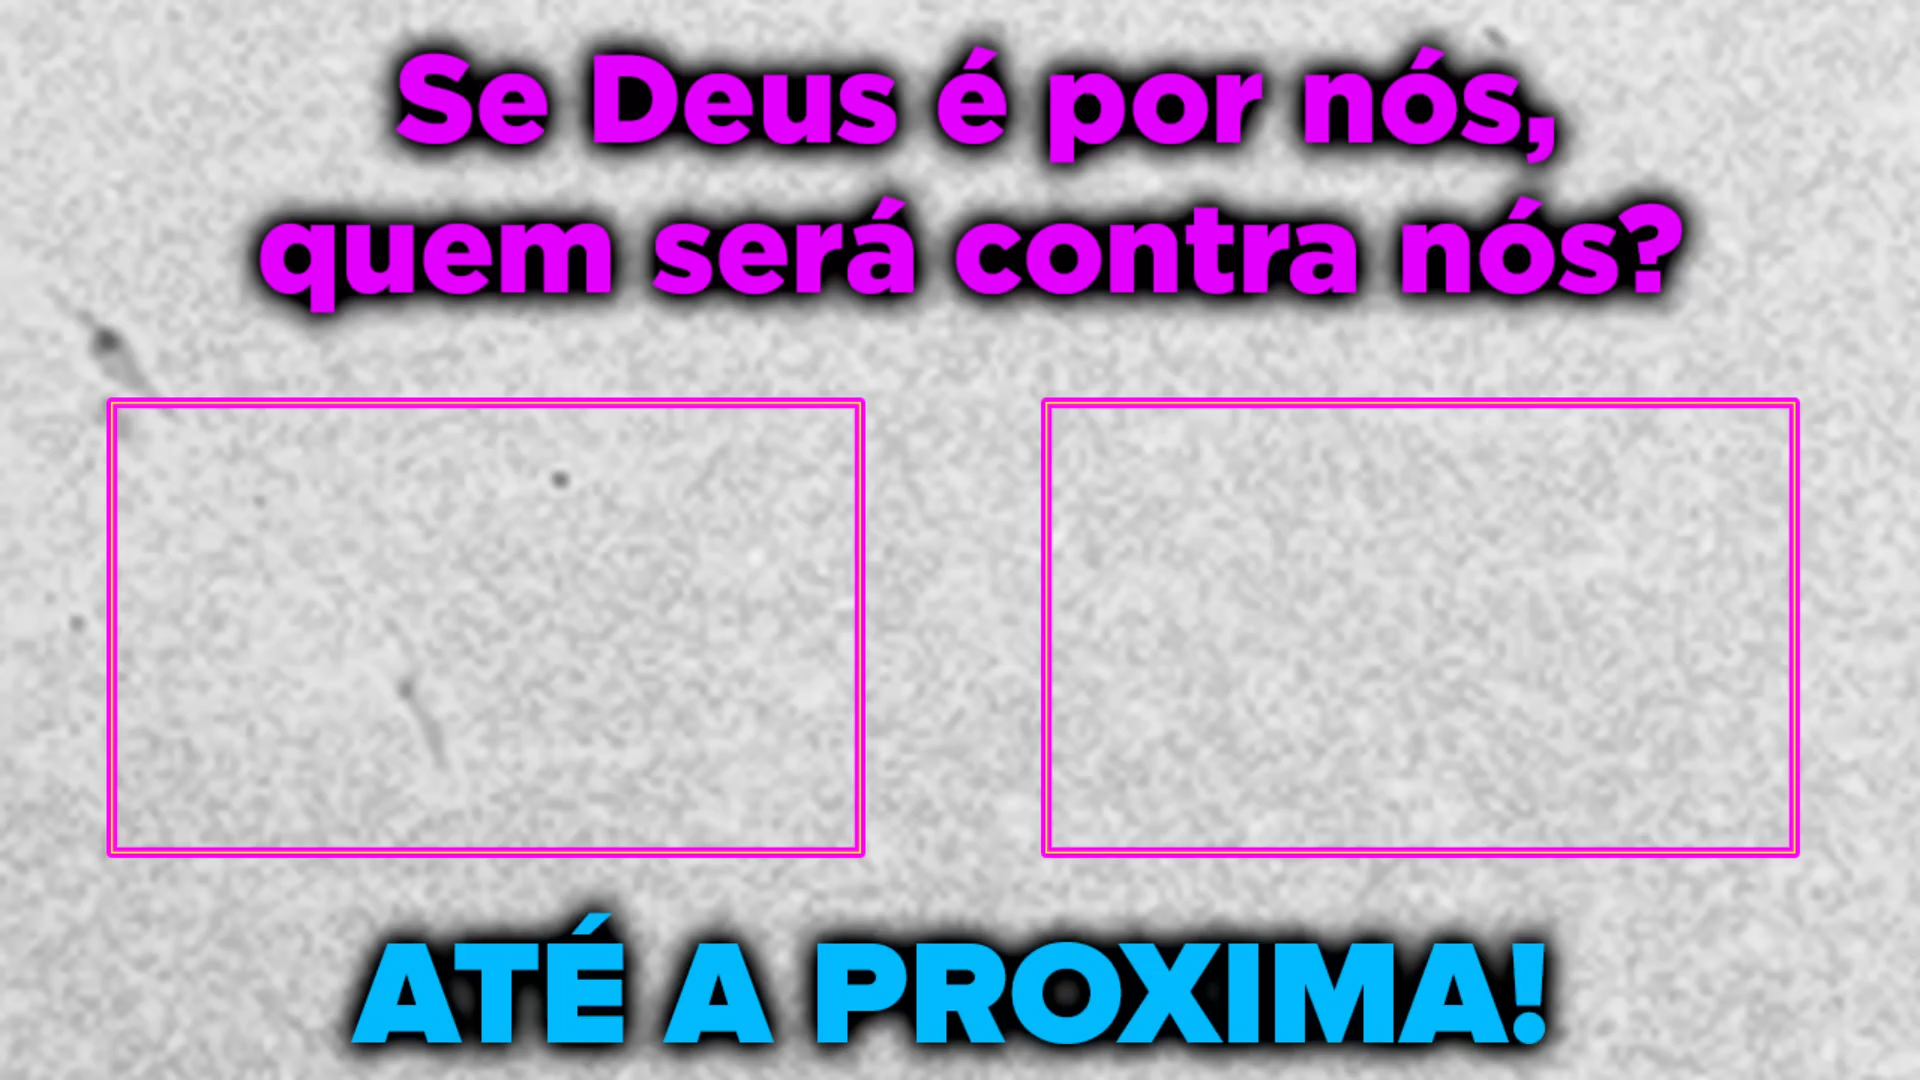 Se Deus é por nós,
quem será contra nós?
ATÉ A PROXIMA!